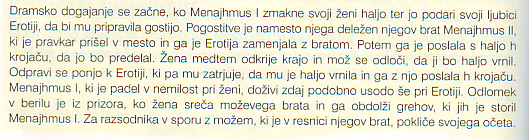 Dramsko dogajanje se začne, ko Menajhmus I zmakne svoji ženi haljo ter jo podari svoji ljubici
Erotiji, da bi mu pripravila gostijo. Pogostitve je namesto njega deležen njegov brat Menajhmus II,
ki je pravkar prišel v mesto in ga je Erotija zamenjala z bratom. Potem ga je poslala s haljo h
krojaču, da jo bo predelal. Žena medtem odkrije krajo in mož se odloči, da ji bo haljo vrnil.
Odpravi se ponjo k Erotiji, ki pa mu zatrjuje, da mu je haljo vrnila in ga z njo poslala h krojaču.
Menajhmus I, ki je padel v nemilost pri ženi, doživi zdaj podobno usodo še pri Erotiji. Odlomek
v berilu je iz prizora, ko žena sreča moževega brata in ga obdolži grehov, ki jih je storil
Menajhmus I. Za razsodnika v sporu z možem, ki je v resnici njegov brat, pokliče svojega očeta.